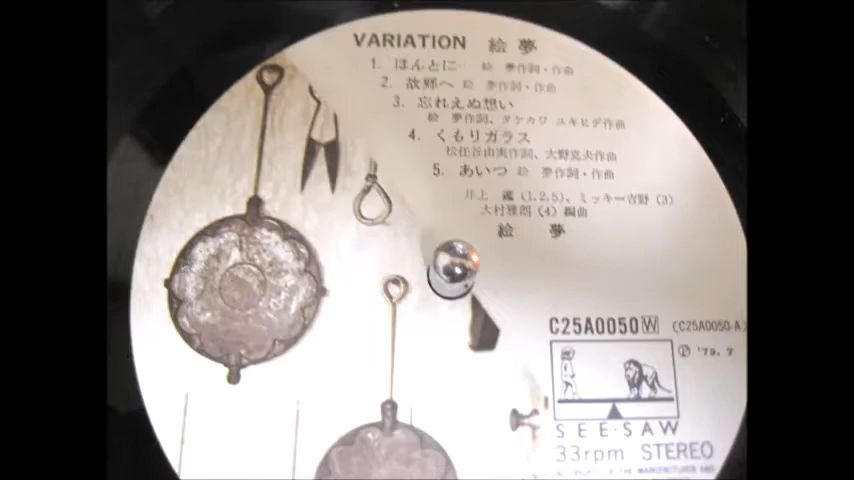 VARIATION 絵夢
1. ほんとに 絵 夢作詞・作曲
2. 故郷へ 絵 夢作詞・作曲
3. 忘れえぬ想い
絵 夢作詞、タケカワ ユキヒデ作曲
4. くもりガラス
松任谷由実作詞、大野克夫作曲
5. あいつ 絵 夢作詞・作曲
井上 鑑 (1,2,5)、ミッキー吉野 (3)
大村雅朗 (4) 編曲
絵 夢
C25A0050 W (C25A0050-A)
Ⓟ '79.7
SEE・SAW
33rpm STEREO
THE MANUFACTURER AND